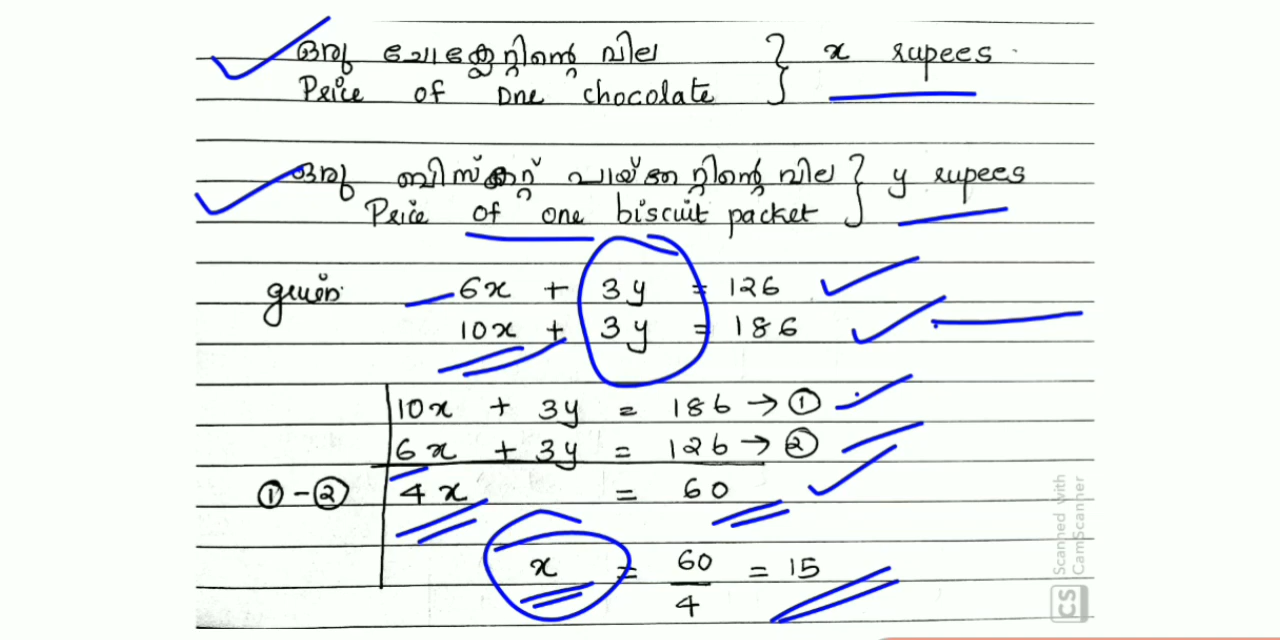 ഒരു ചോക്ലേറ്റിന്റെ വില } x rupees
Price of One chocolate
ഒരു ബിസ്കറ്റ് പായ്ക്കറ്റിന്റെ വില } y rupees
Price of one biscuit packet
6x + 3y = 126
10x + 3y = 186
10x + 3y = 186 → ①
6x + 3y = 126 → ②
① - ② 4x = 60
x = 60/4 = 15
CS Scanned with CamScanner